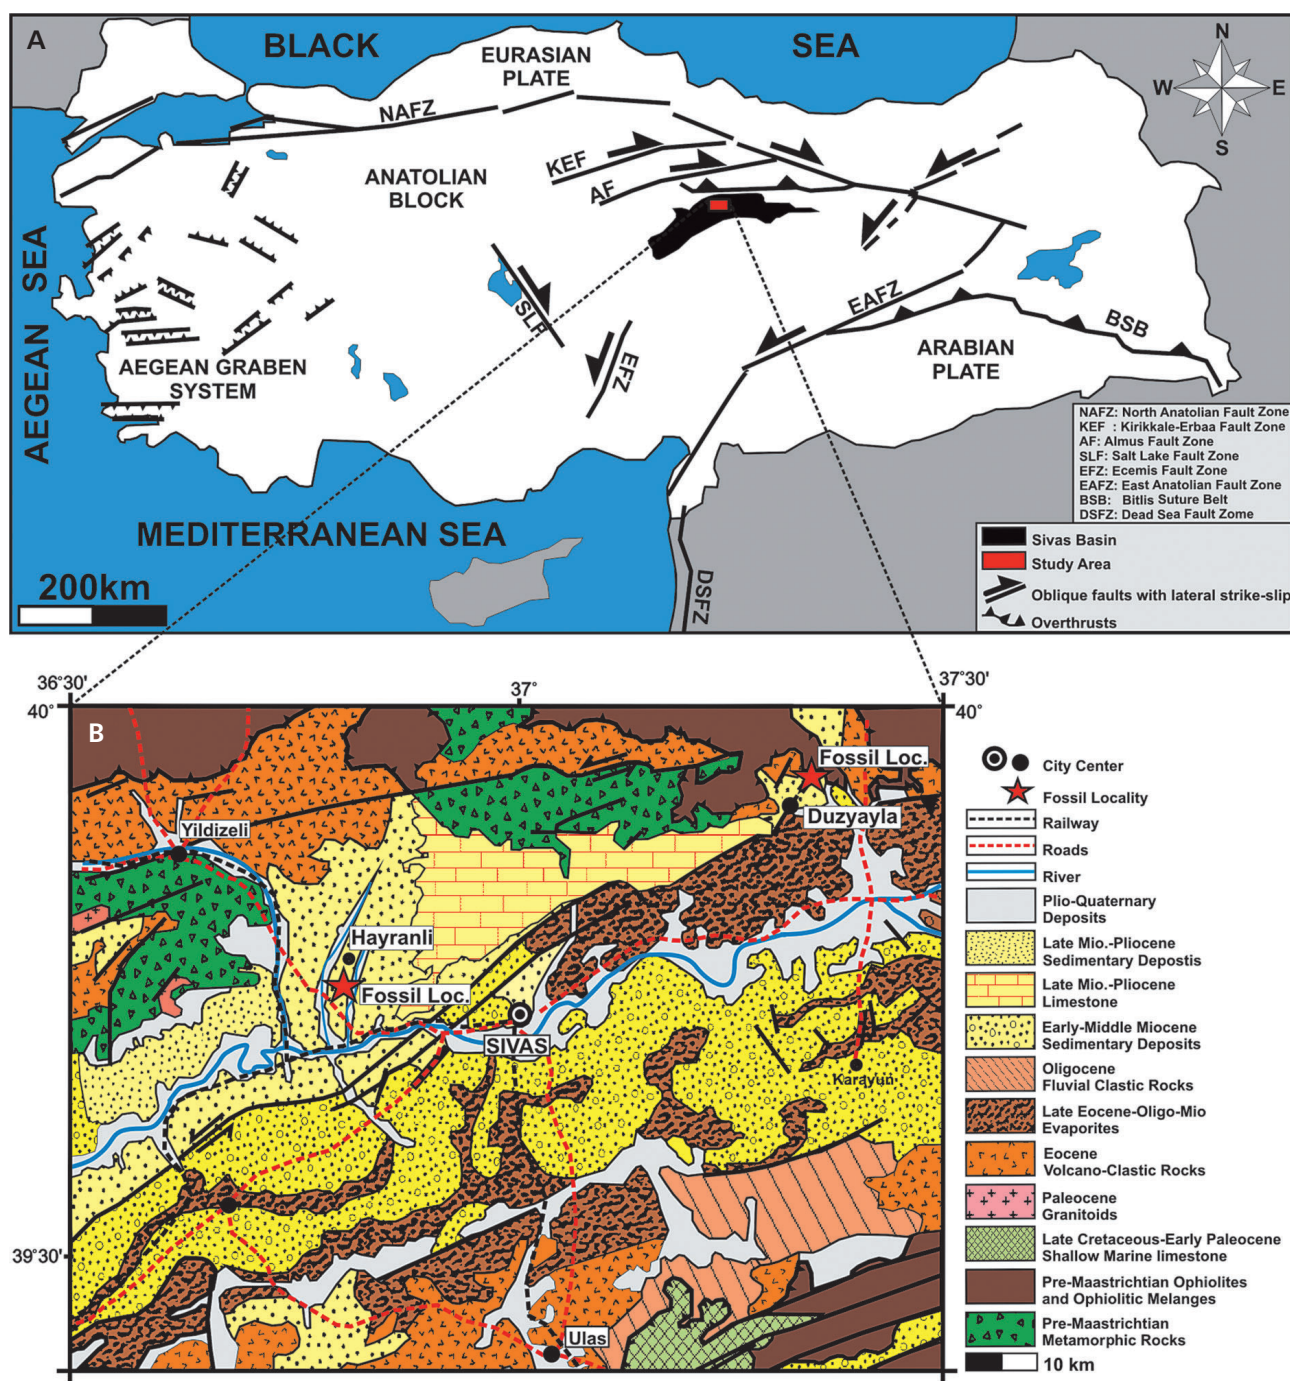 A
BLACK
SEA
EURASIAN
PLATE
N
W
E
S
NAFZ
KEF
AF
ANATOLIAN
BLOCK
AEGEAN SEA
SLF
EFZ
EAFZ
BSB
ARABIAN
PLATE
AEGEAN GRABEN
SYSTEM
MEDITERRANEAN SEA
DSFZ
200km
NAFZ: North Anatolian Fault Zone
KEF : Kirikkale-Erbaa Fault Zone
AF: Almus Fault Zone
SLF: Salt Lake Fault Zone
EFZ: Ecemis Fault Zone
EAFZ: East Anatolian Fault Zone
BSB: Bitlis Suture Belt
DSFZ: Dead Sea Fault Zome
Sivas Basin
Study Area
Oblique faults with lateral strike-slip
Overthrusts
36°30'
37°
37°30'
40°
40°
39°30'
B
Fossil Loc.
Duzyayla
Yildizeli
Hayranli
Fossil Loc.
SIVAS
Karayun
Ulas
City Center
Fossil Locality
Railway
Roads
River
Plio-Quaternary
Deposits
Late Mio.-Pliocene
Sedimentary Depostis
Late Mio.-Pliocene
Limestone
Early-Middle Miocene
Sedimentary Deposits
Oligocene
Fluvial Clastic Rocks
Late Eocene-Oligo-Mio
Evaporites
Eocene
Volcano-Clastic Rocks
Paleocene
Granitoids
Late Cretaceous-Early Paleocene
Shallow Marine limestone
Pre-Maastrichtian Ophiolites
and Ophiolitic Melanges
Pre-Maastrichtian
Metamorphic Rocks
10 km